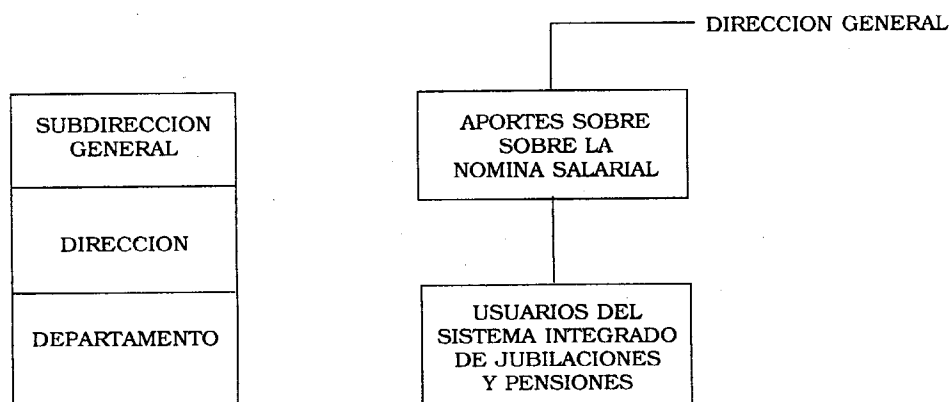 DIRECCION GENERAL
SUBDIRECCION
GENERAL
DIRECCION
DEPARTAMENTO
APORTES SOBRE
SOBRE LA
NOMINA SALARIAL
USUARIOS DEL
SISTEMA INTEGRADO
DE JUBILACIONES
Y PENSIONES